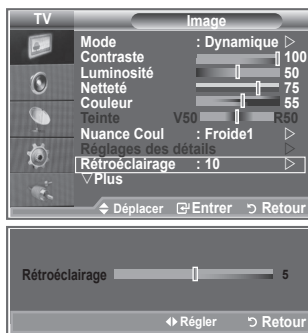 TV Image
Mode : Dynamique
Contraste 100
Luminosité 50
Netteté 75
Couleur 55
Teinte V50 R50
Nuance Coul : Froide1
Réglages des détails
Rétroéclairage : 10
Plus
Déplacer Entrer Retour
Rétroéclairage 5
Régler Retour